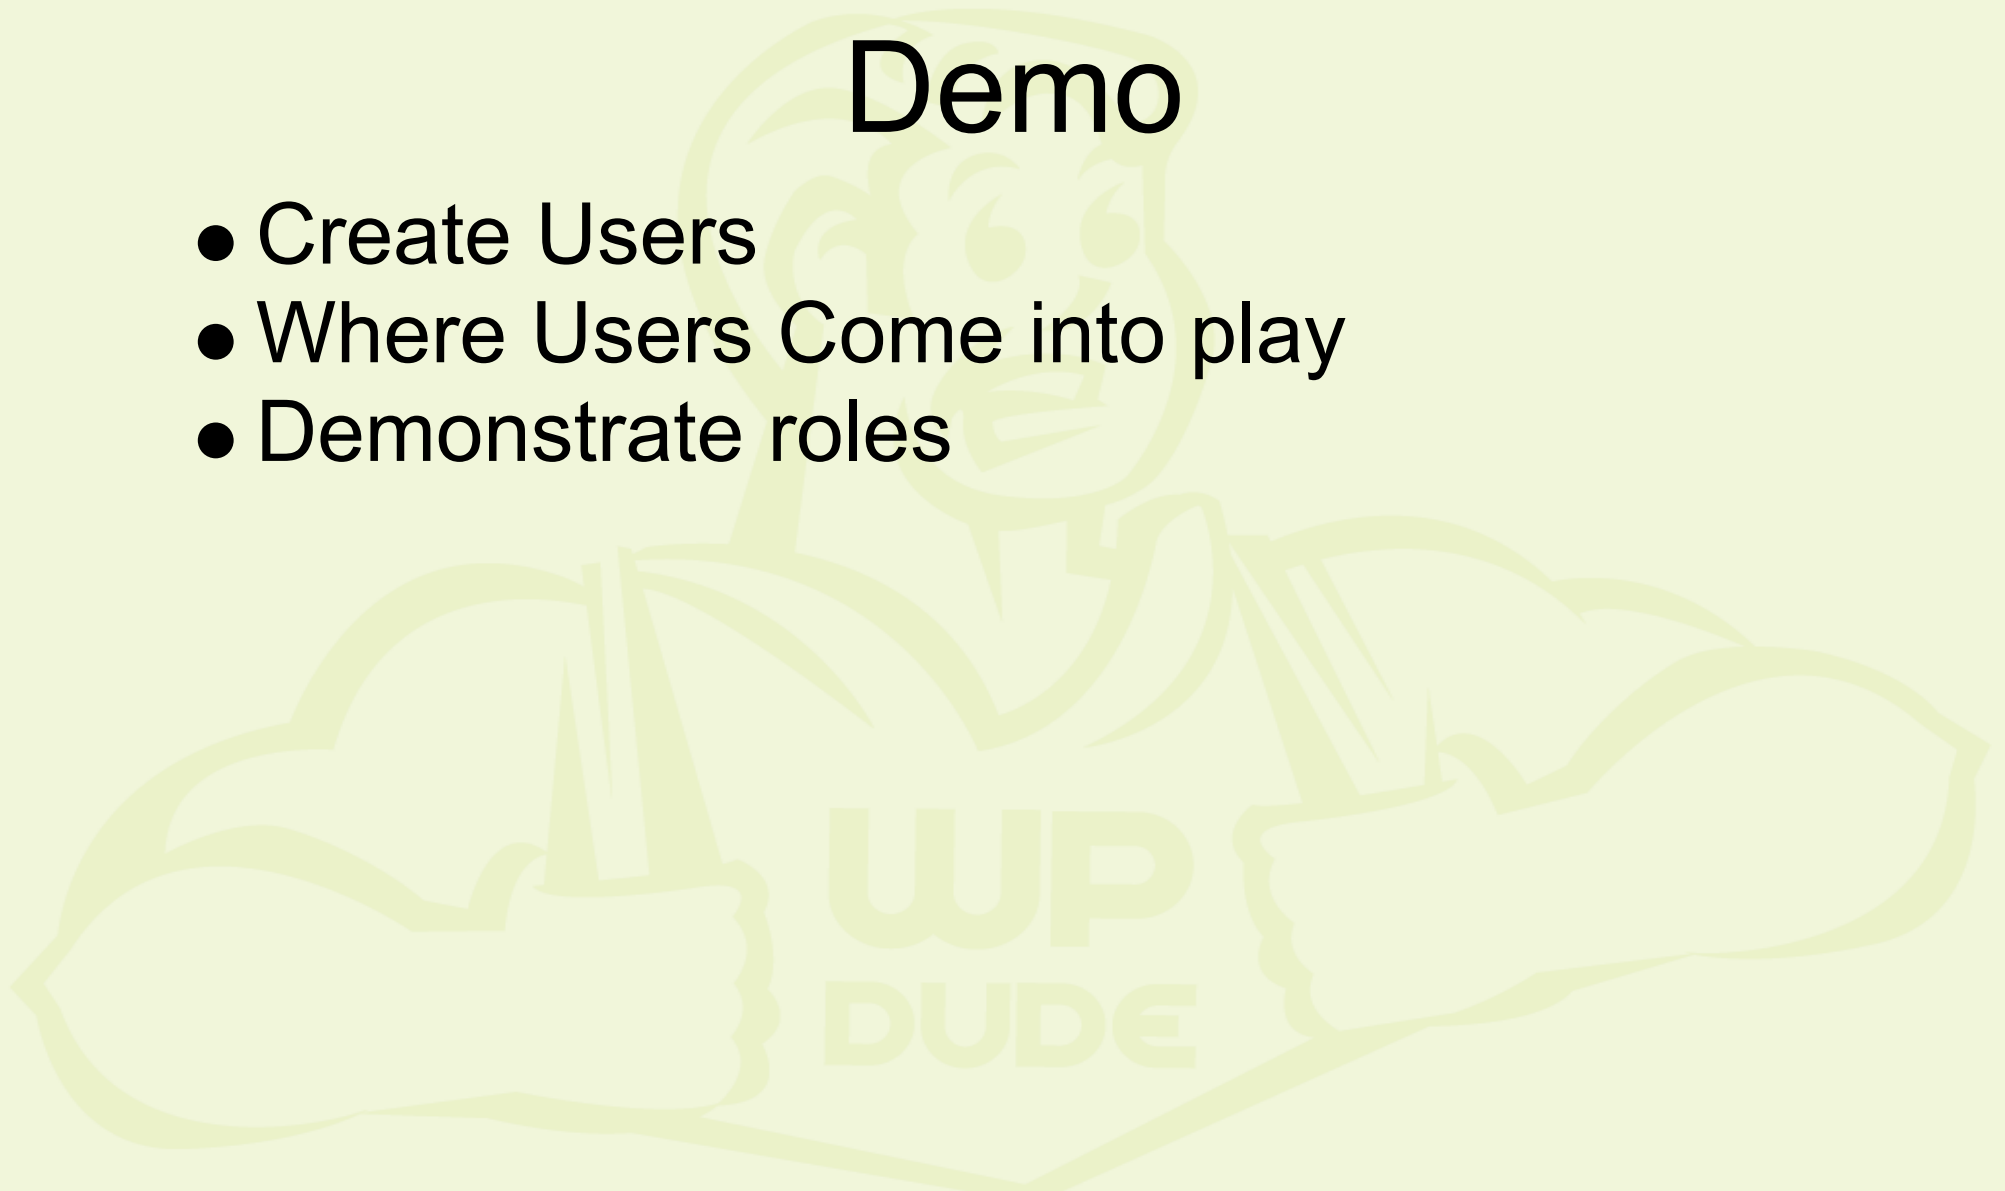 Demo
● Create Users
● Where Users Come into play
● Demonstrate roles
WP
DUDE